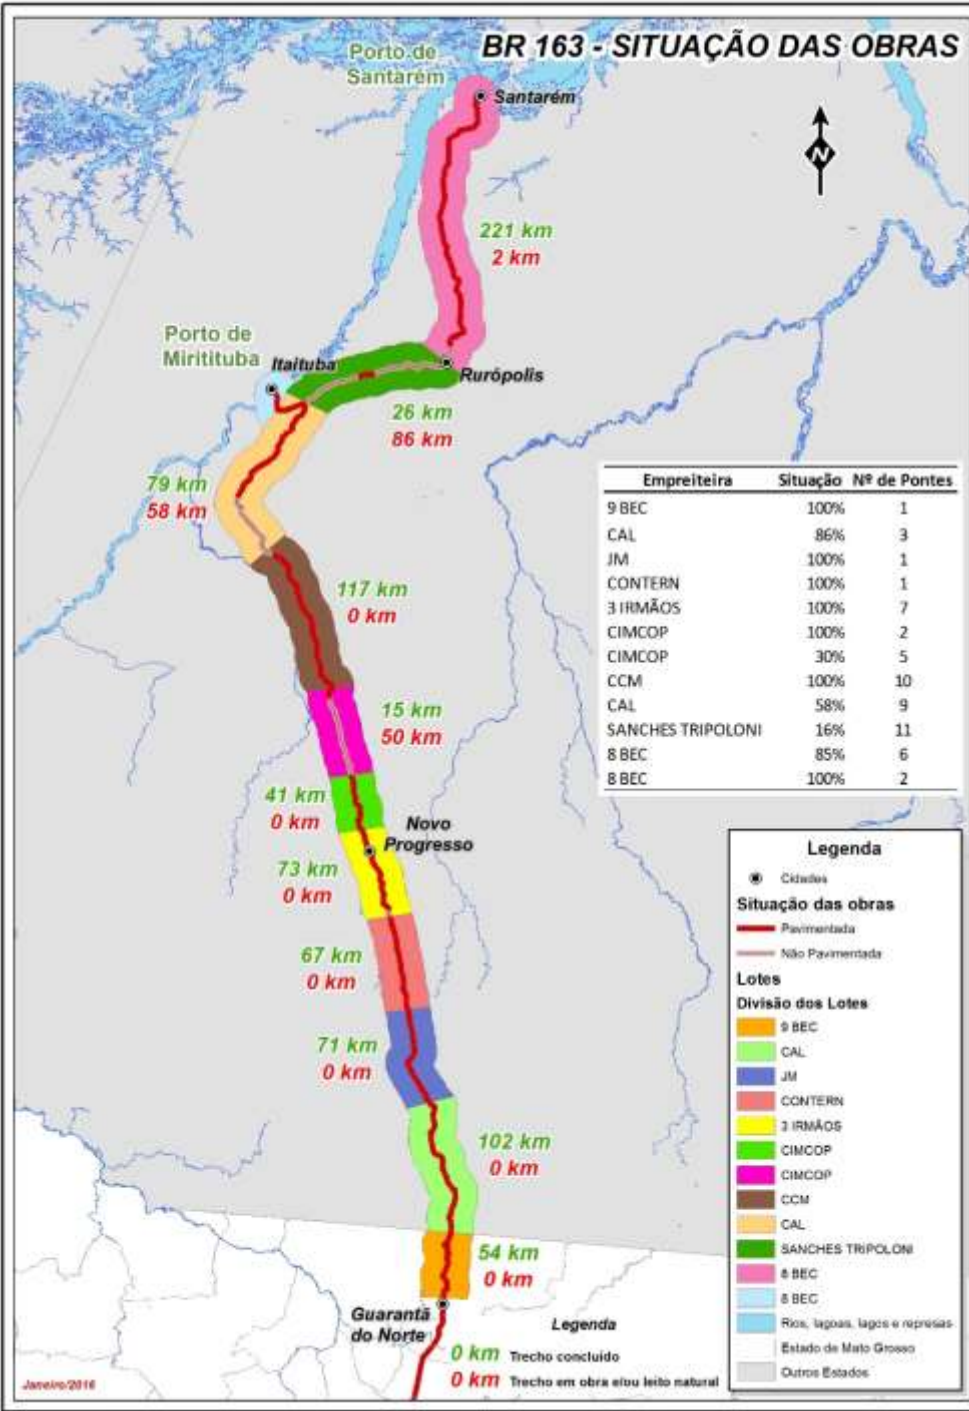 BR 163 - SITUAÇÃO DAS OBRAS
Porto de
Santarém
Santarém
N
221 km
2 km
Porto de
Miritituba
Itaituba
Rurópolis
26 km
86 km
79 km
58 km
Empreiteira Situação Nº de Pontes
9 BEC 100% 1
CAL 86% 3
JM 100% 1
CONTERN 100% 1
3 IRMÃOS 100% 7
CIMCOP 100% 2
CIMCOP 30% 5
CCM 100% 10
CAL 58% 9
SANCHES TRIPOLONI 16% 11
8 BEC 85% 6
8 BEC 100% 2
117 km
0 km
15 km
50 km
41 km
0 km
Novo
Progresso
73 km
0 km
67 km
0 km
71 km
0 km
102 km
0 km
54 km
0 km
Guarantã
do Norte
Legenda
0 km Trecho concluído
0 km Trecho em obra e/ou leito natural
Legenda
Cidades
Situação das obras
Pavimentada
Não Pavimentada
Lotes
Divisão dos Lotes
9 BEC
CAL
JM
CONTERN
3 IRMÃOS
CIMCOP
CIMCOP
CCM
CAL
SANCHES TRIPOLONI
8 BEC
8 BEC
Rios, lagoas, lagos e represas
Estado de Mato Grosso
Outros Estados
Janeiro/2016